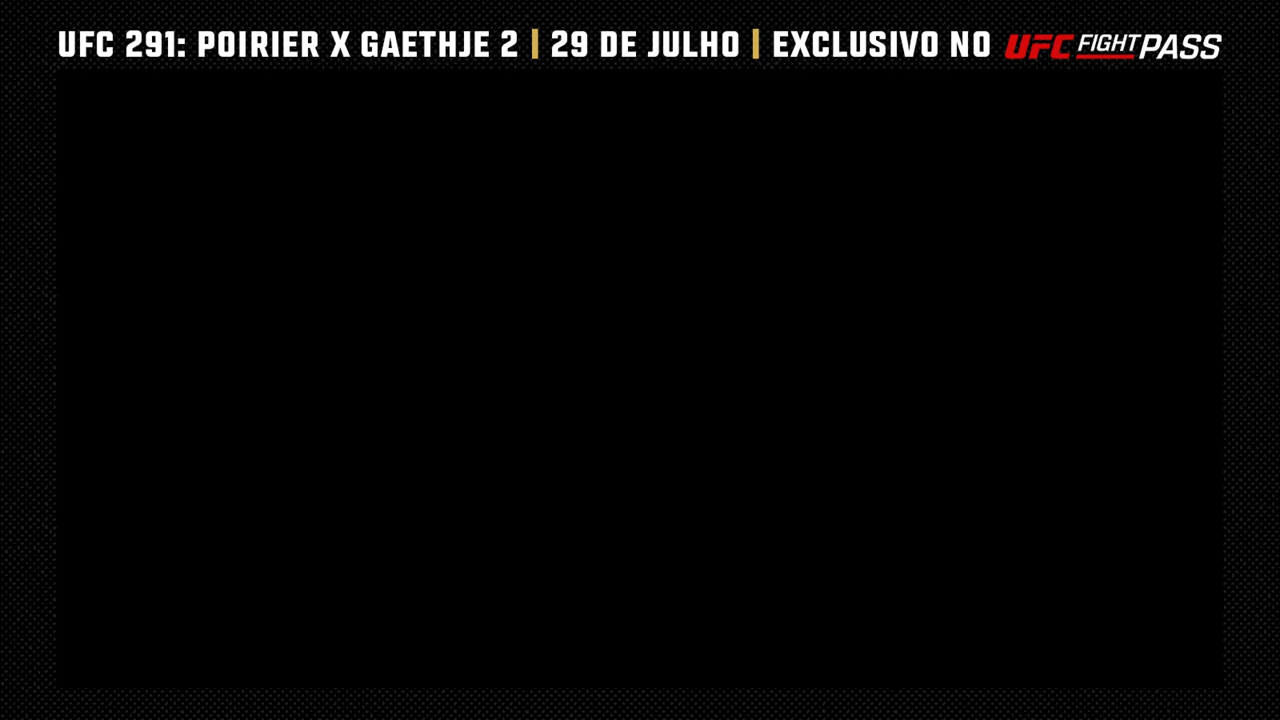 UFC 291: POIRIER X GAETHJE 2 | 29 DE JULHO | EXCLUSIVO NO UFC FIGHT PASS